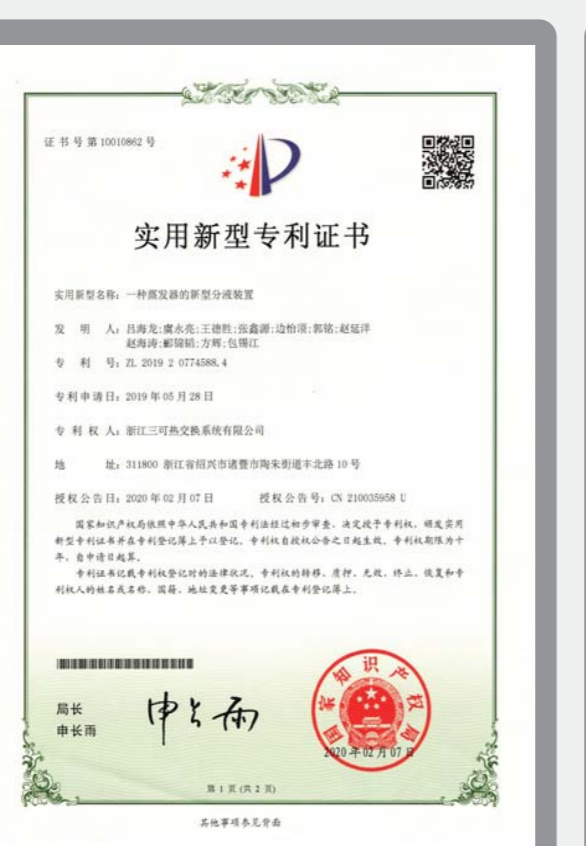 证书号第10010862号
实用新型专利证书
实用新型名称：一种蒸发器的新型分液装置
发 明 人：吕海龙;虞永亮;王德胜;张鑫源;边怡顶;郭铭;赵延洋
赵海涛;郦锦韬;方辉;包锡江
专 利 号：ZL 2019 2 0774588.4
专利申请日：2019年05月28日
专 利 权 人：浙江三可热交换系统有限公司
地 址：311800 浙江省绍兴市诸暨市陶朱街道丰北路10号
授权公告日：2020年02月07日 授权公告号：CN 210035958 U
国家知识产权局依照中华人民共和国专利法经过初步审查，决定授予专利权，颁发实用
新型专利证书并在专利登记簿上予以登记。专利权自授权公告之日起生效。专利权期限为十
年，自申请日起算。
专利证书记载专利权登记时的法律状况。专利权的转移、质押、无效、终止、恢复和专
利权人的姓名或名称、国籍、地址变更等事项记载在专利登记簿上。
局长
申长雨
申长雨
国家知识产权局
2020年02月07日
第1页(共2页)
其他事项参见背面